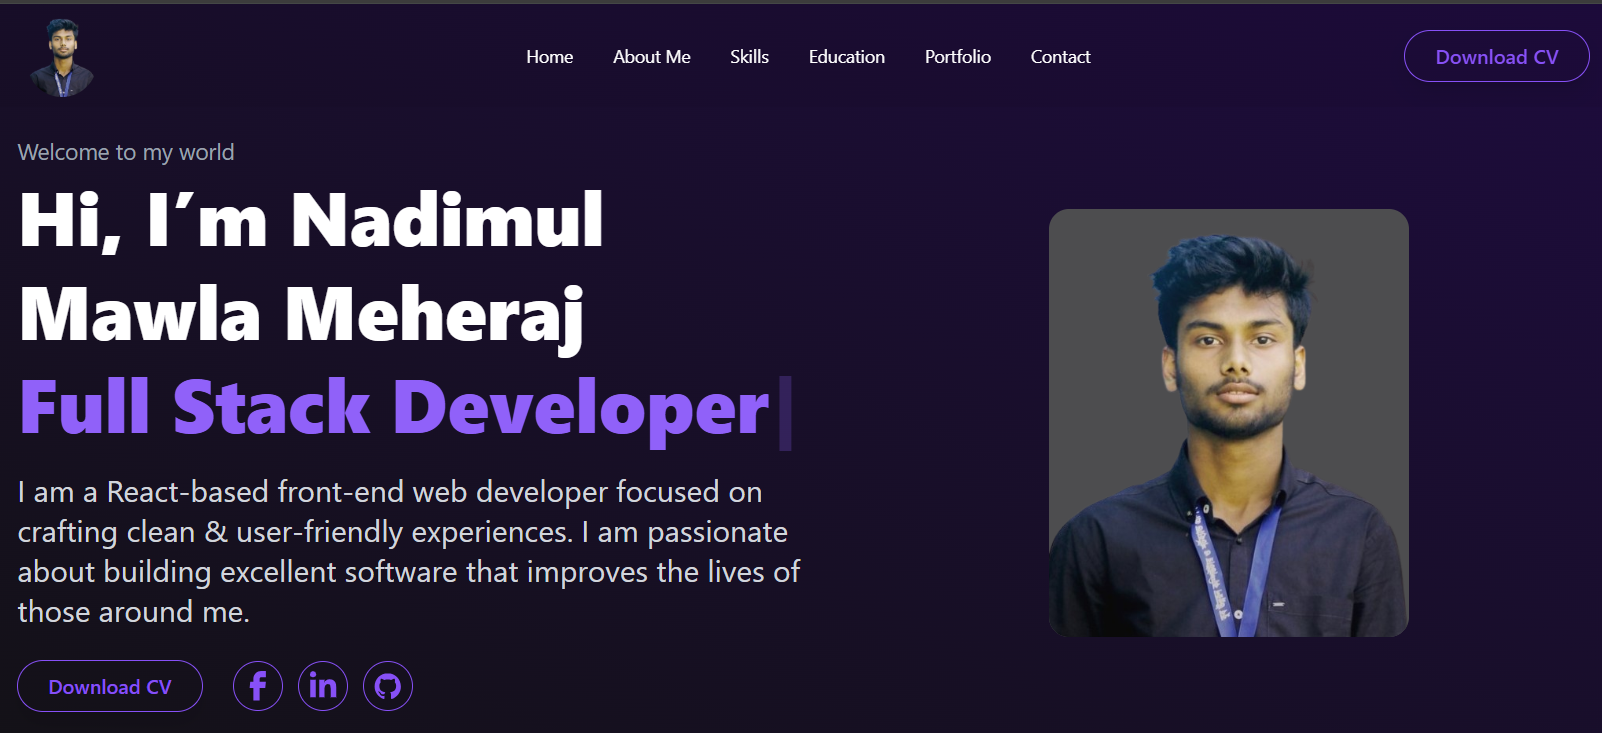 Home About Me Skills Education Portfolio Contact Download CV
Welcome to my world
Hi, I´m Nadimul
Mawla Meheraj
Full Stack Developer|
I am a React-based front-end web developer focused on
crafting clean & user-friendly experiences. I am passionate
about building excellent software that improves the lives of
those around me.
Download CV